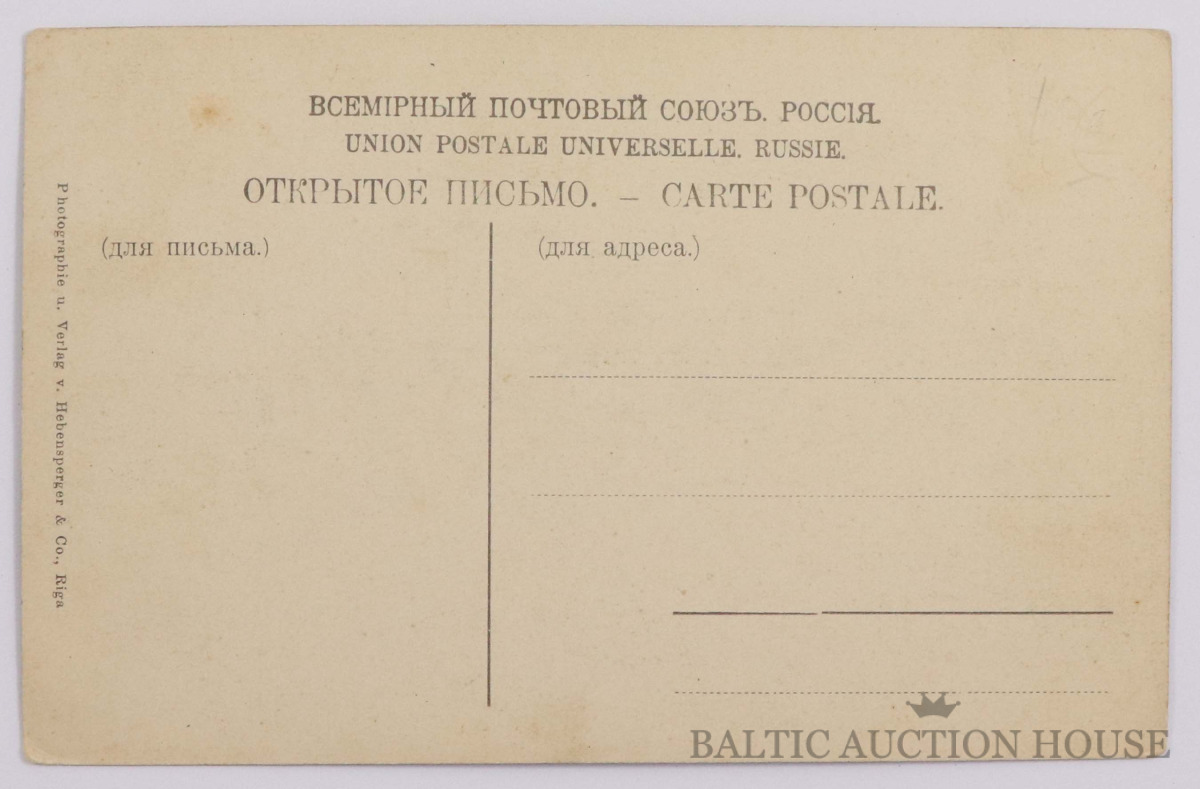 ВСЕМІРНЫЙ ПОЧТОВЫЙ СОЮЗЪ. РОССІЯ.
UNION POSTALE UNIVERSELLE. RUSSIE.
ОТКРЫТОЕ ПИСЬМО. – CARTE POSTALE.
(для письма.)
(для адреса.)
Photographie u. Verlag v. Hebensperger & Co., Riga
BALTIC AUCTION HOUSE